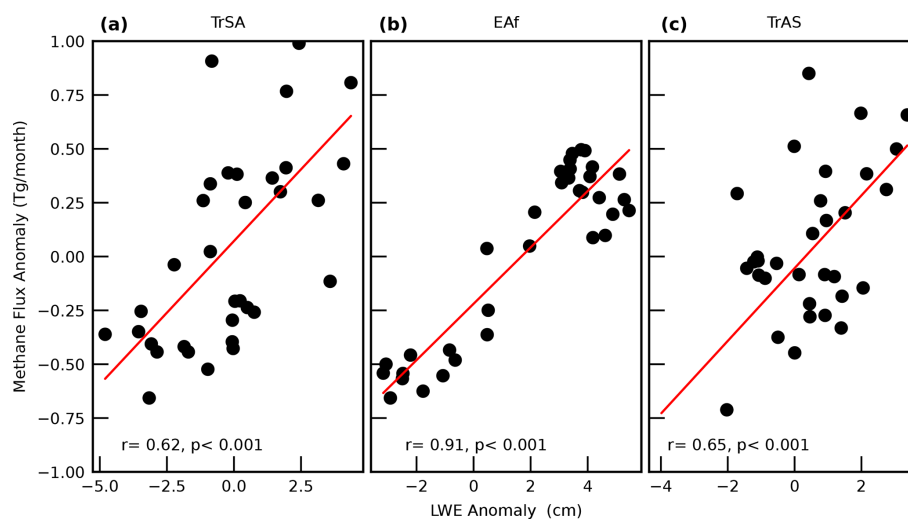 (a) TrSA (b) EAf (c) TrAS
1.00
0.75
0.50
0.25
0.00
−0.25
−0.50
−0.75
−1.00
Methane Flux Anomaly (Tg/month)
r= 0.62, p< 0.001 r= 0.91, p< 0.001 r= 0.65, p< 0.001
−5.0 −2.5 0.0 2.5 −2 0 2 4 −4 −2 0 2
LWE Anomaly (cm)